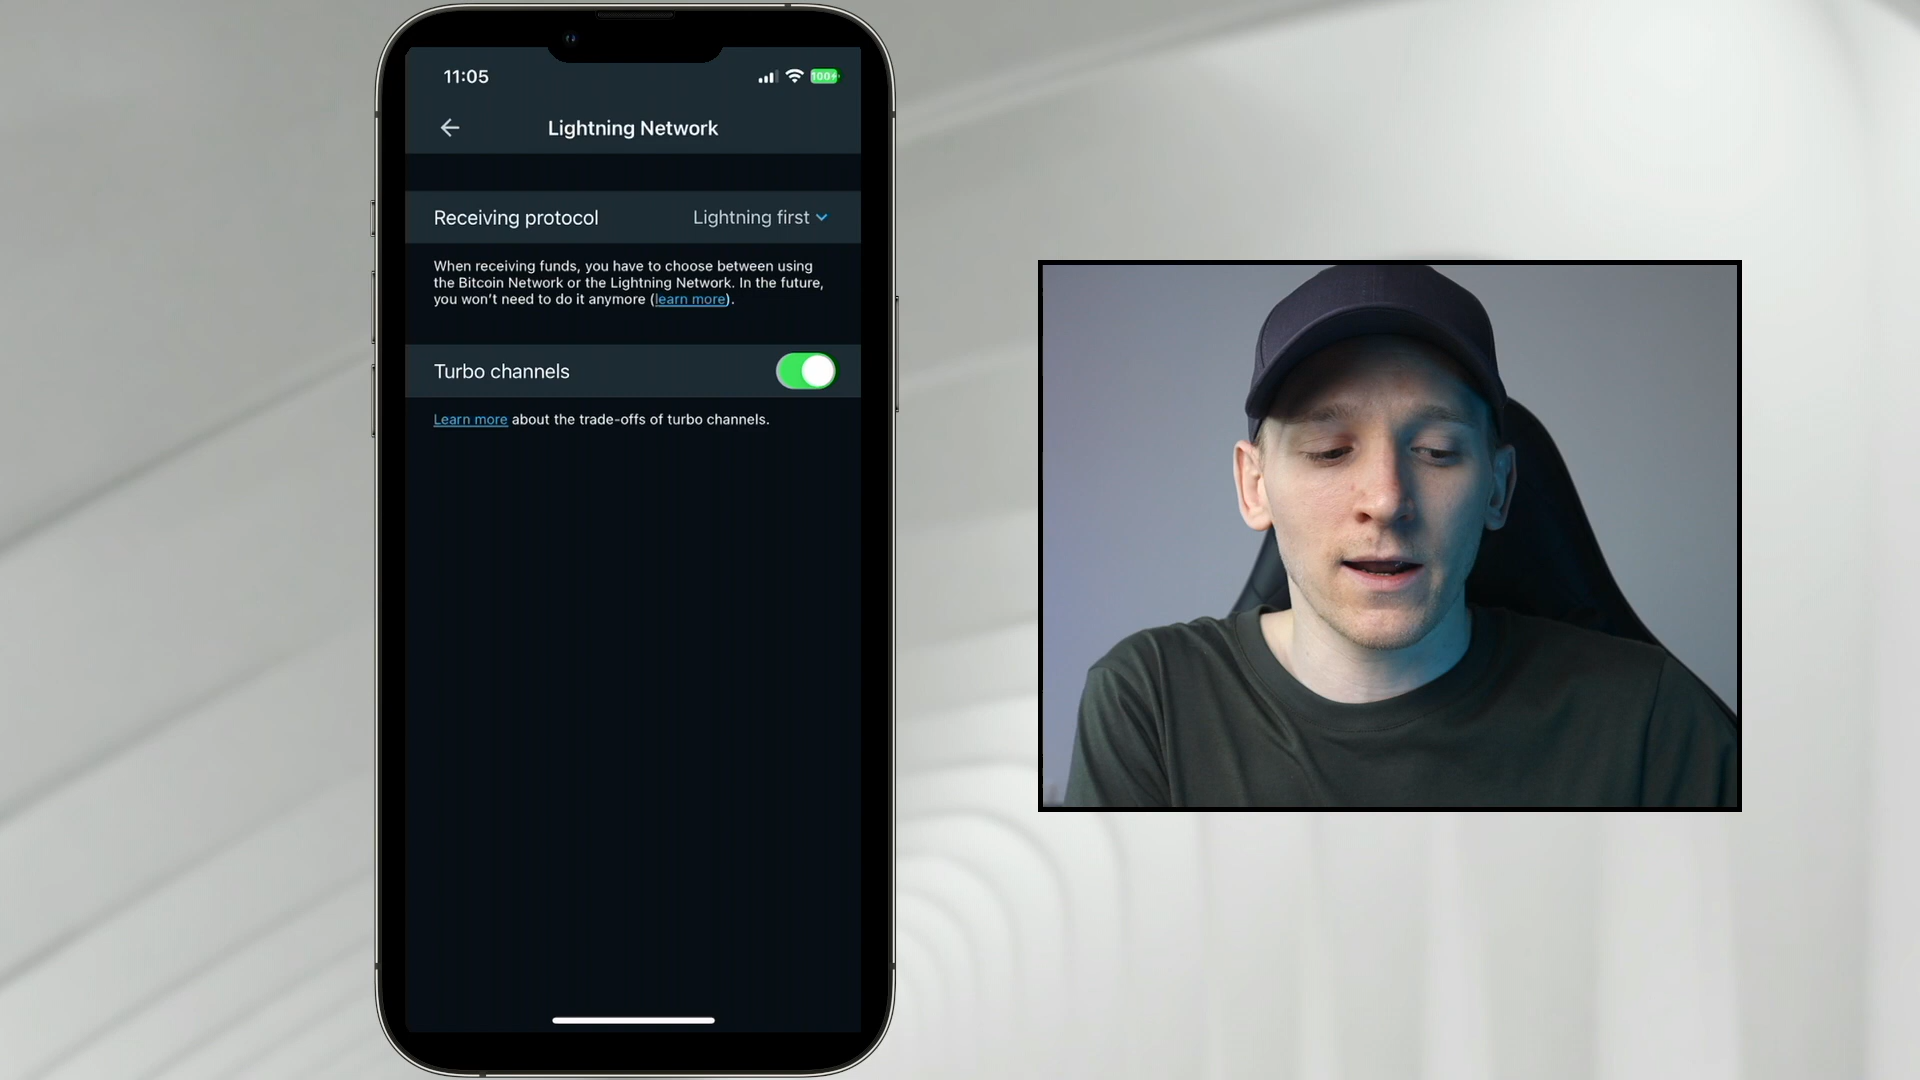 11:05
100
Lightning Network
Receiving protocol
Lightning first
When receiving funds, you have to choose between using
the Bitcoin Network or the Lightning Network. In the future,
you won't need to do it anymore (learn more).
Turbo channels
Learn more about the trade-offs of turbo channels.